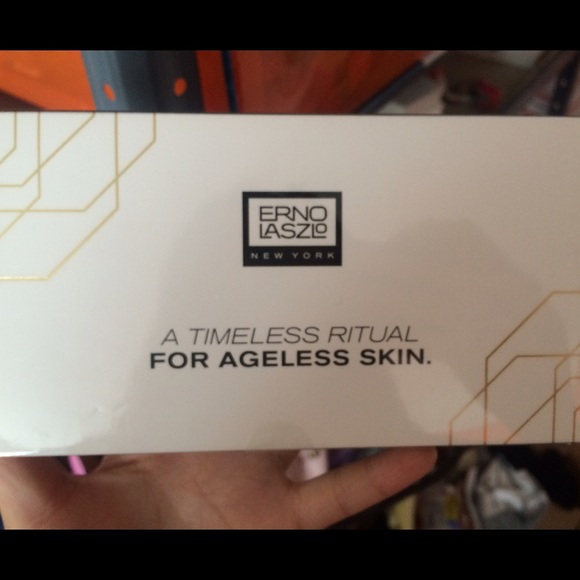 ERNO
LASZLO
NEW YORK
A TIMELESS RITUAL
FOR AGELESS SKIN.